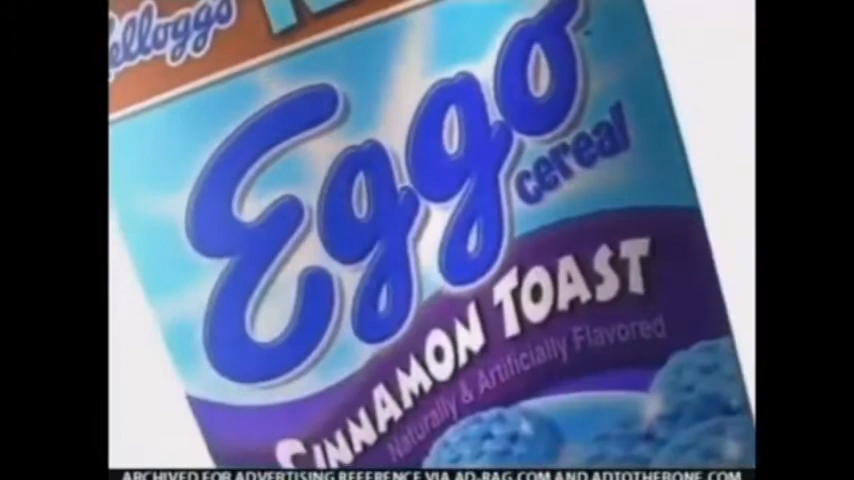 Kelloggs
Eggo
cereal
CINNAMON TOAST
Naturally & Artificially Flavored
ARCHIVED FOR ADVERTISING REFERENCE VIA AD-RAG.COM AND ADTOTHEBONE.COM